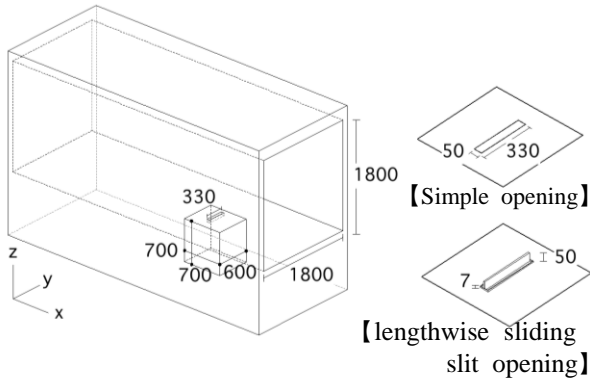 330
1800
700
700
600
1800
z
y
x
50
330
【Simple opening】
50
7
【lengthwise sliding
slit opening】